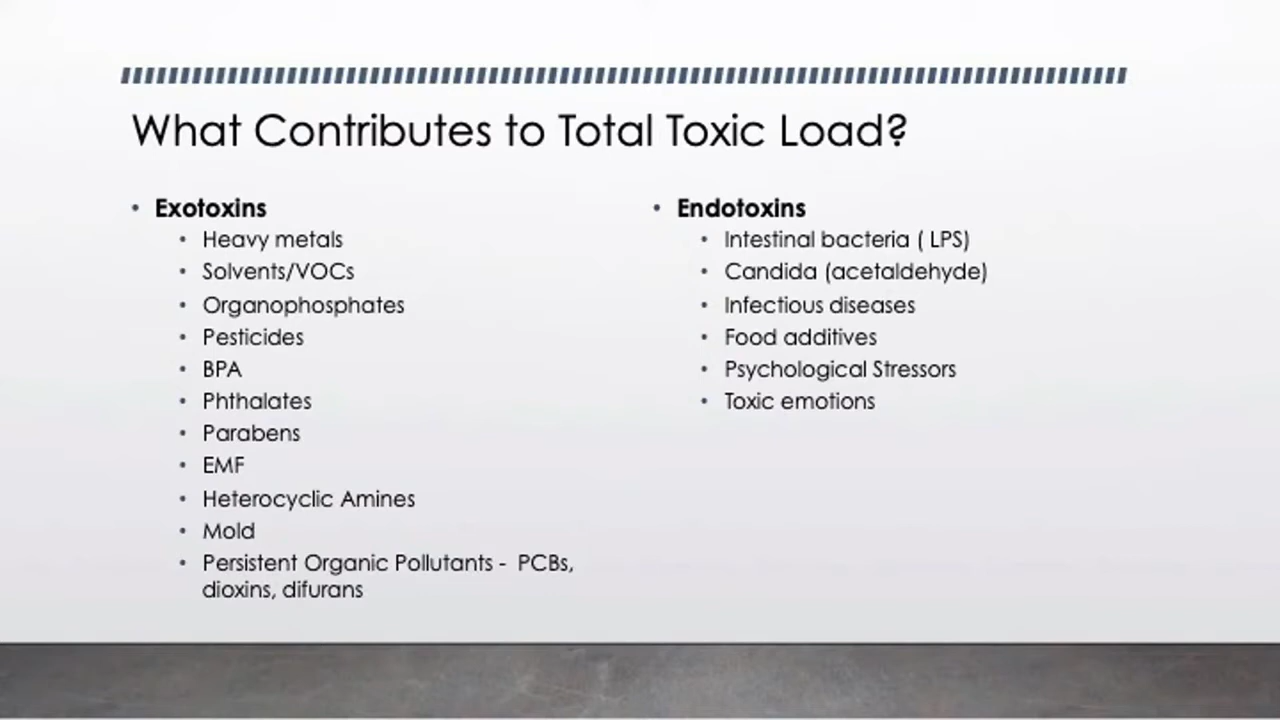 What Contributes to Total Toxic Load?
• Exotoxins
• Heavy metals
• Solvents/VOCs
• Organophosphates
• Pesticides
• BPA
• Phthalates
• Parabens
• EMF
• Heterocyclic Amines
• Mold
• Persistent Organic Pollutants - PCBs,
dioxins, difurans
• Endotoxins
• Intestinal bacteria ( LPS)
• Candida (acetaldehyde)
• Infectious diseases
• Food additives
• Psychological Stressors
• Toxic emotions